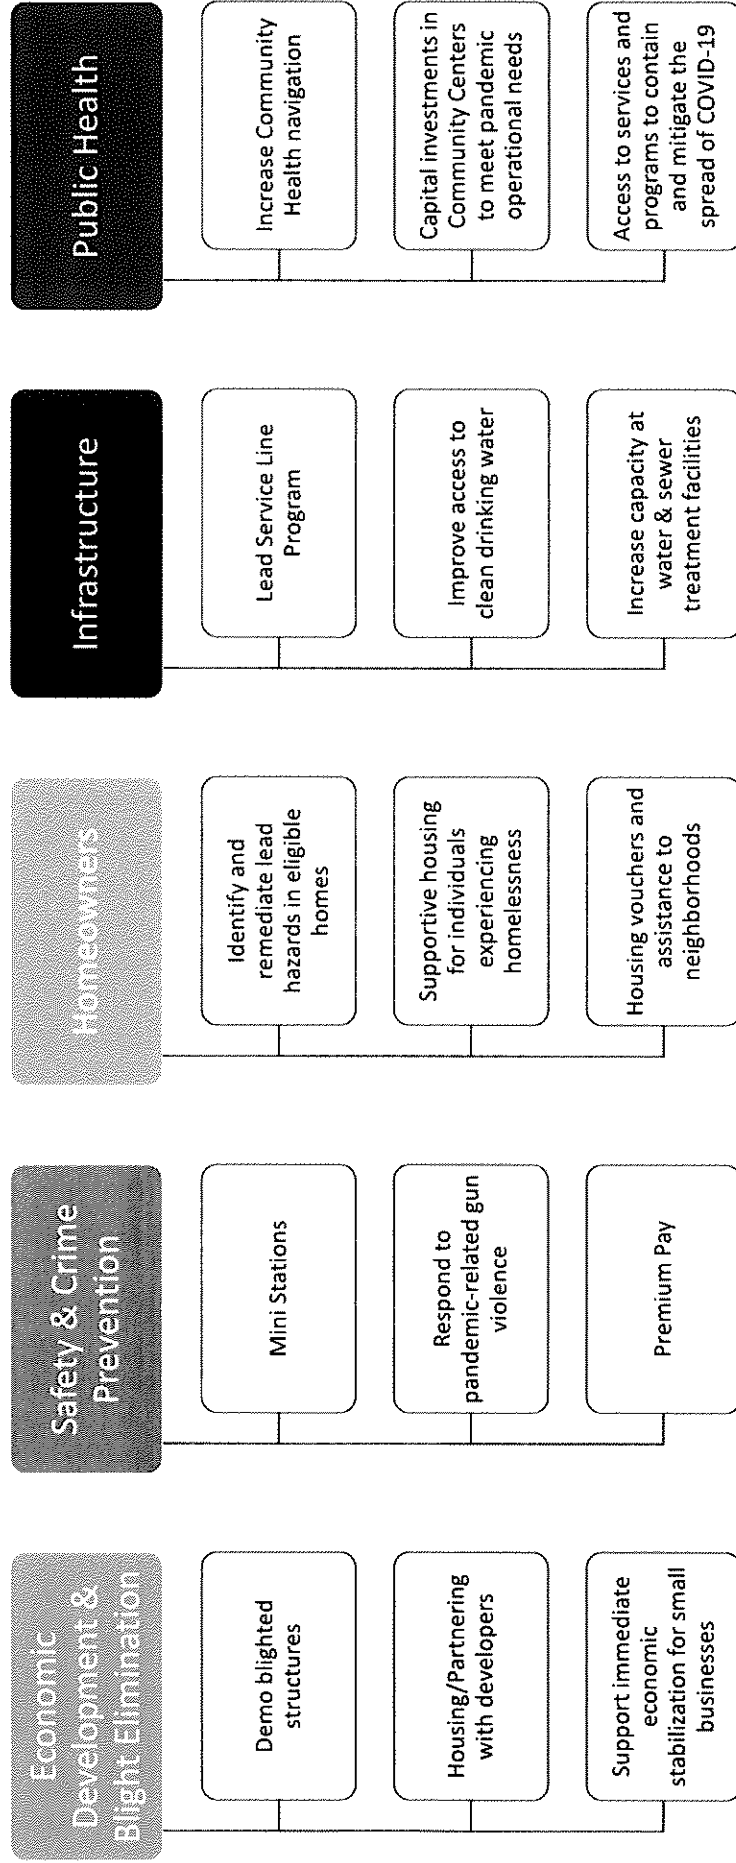 Economic
Development &
Blight Elimination
Demo blighted
structures
Housing/Partnering
with developers
Support immediate
economic
stabilization for small
businesses
Safety & Crime
Prevention
Mini Stations
Respond to
pandemic-related gun
violence
Premium Pay
Homeowners
Identify and
remediate lead
hazards in eligible
homes
Supportive housing
for individuals
experiencing
homelessness
Housing vouchers and
assistance to
neighborhoods
Infrastructure
Lead Service Line
Program
Improve access to
clean drinking water
Increase capacity at
water & sewer
treatment facilities
Public Health
Increase Community
Health navigation
Capital investments in
Community Centers
to meet pandemic
operational needs
Access to services and
programs to contain
and mitigate the
spread of COVID-19